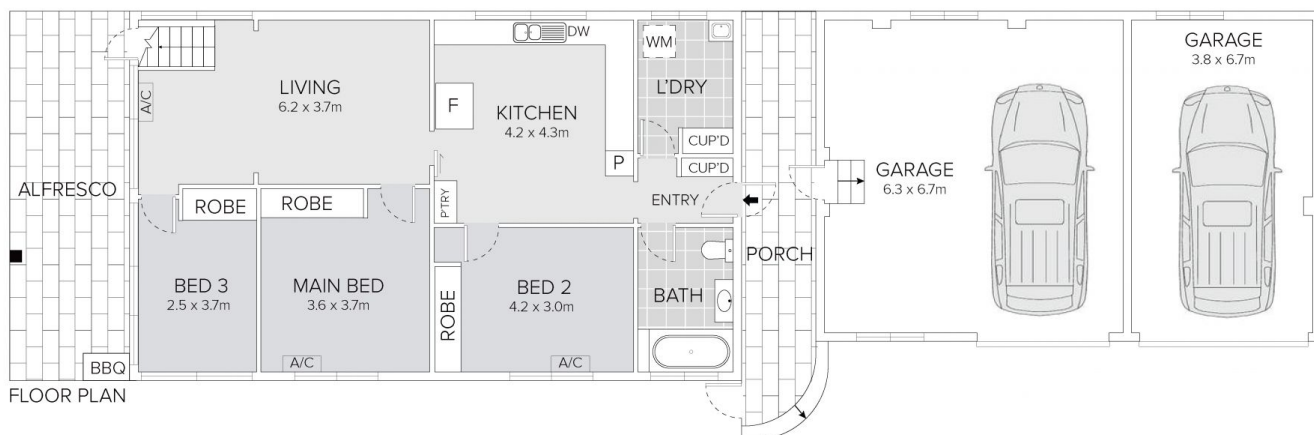 DW
WM
GARAGE
3.8 x 6.7m
LIVING
6.2 x 3.7m
A/C
F
KITCHEN
4.2 x 4.3m
L'DRY
CUP'D
P
CUP'D
GARAGE
6.3 x 6.7m
ALFRESCO
ROBE
ROBE
P'TRY
ENTRY
PORCH
BED 3
2.5 x 3.7m
MAIN BED
3.6 x 3.7m
ROBE
BED 2
4.2 x 3.0m
BATH
BBQ
A/C
A/C
FLOOR PLAN